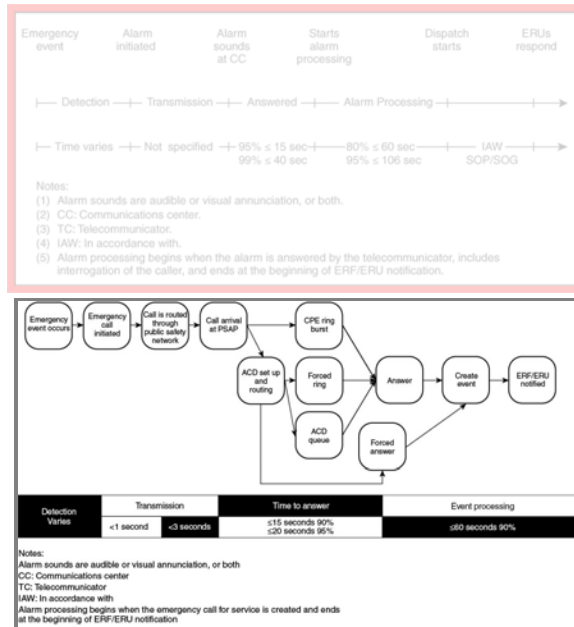 Emergency event
Alarm initiated
Alarm sounds at CC
Starts alarm processing
Dispatch starts
ERUs respond
Detection
Transmission
Answered
Alarm Processing
Time varies
Not specified
95% ≤ 15 sec
99% ≤ 40 sec
80% ≤ 60 sec
95% ≤ 106 sec
IAW
SOP/SOG
Notes:
(1) Alarm sounds are audible or visual annunciation, or both.
(2) CC: Communications center.
(3) TC: Telecommunicator.
(4) IAW: In accordance with.
(5) Alarm processing begins when the alarm is answered by the telecommunicator, includes
interrogation of the caller, and ends at the beginning of ERF/ERU notification.
Emergency event occurs
Emergency call initiated
Call is routed through public safety network
Call arrival at PSAP
CPE ring burst
ACD set up and routing
Forced ring
Answer
Create event
ERF/ERU notified
ACD queue
Forced answer
Detection Varies
Transmission
Time to answer
Event processing
<1 second
<3 seconds
≤15 seconds 90%
≤20 seconds 95%
≤60 seconds 90%
Notes:
Alarm sounds are audible or visual annunciation, or both
CC: Communications center
TC: Telecommunicator
IAW: In accordance with
Alarm processing begins when the emergency call for service is created and ends
at the beginning of ERF/ERU notification